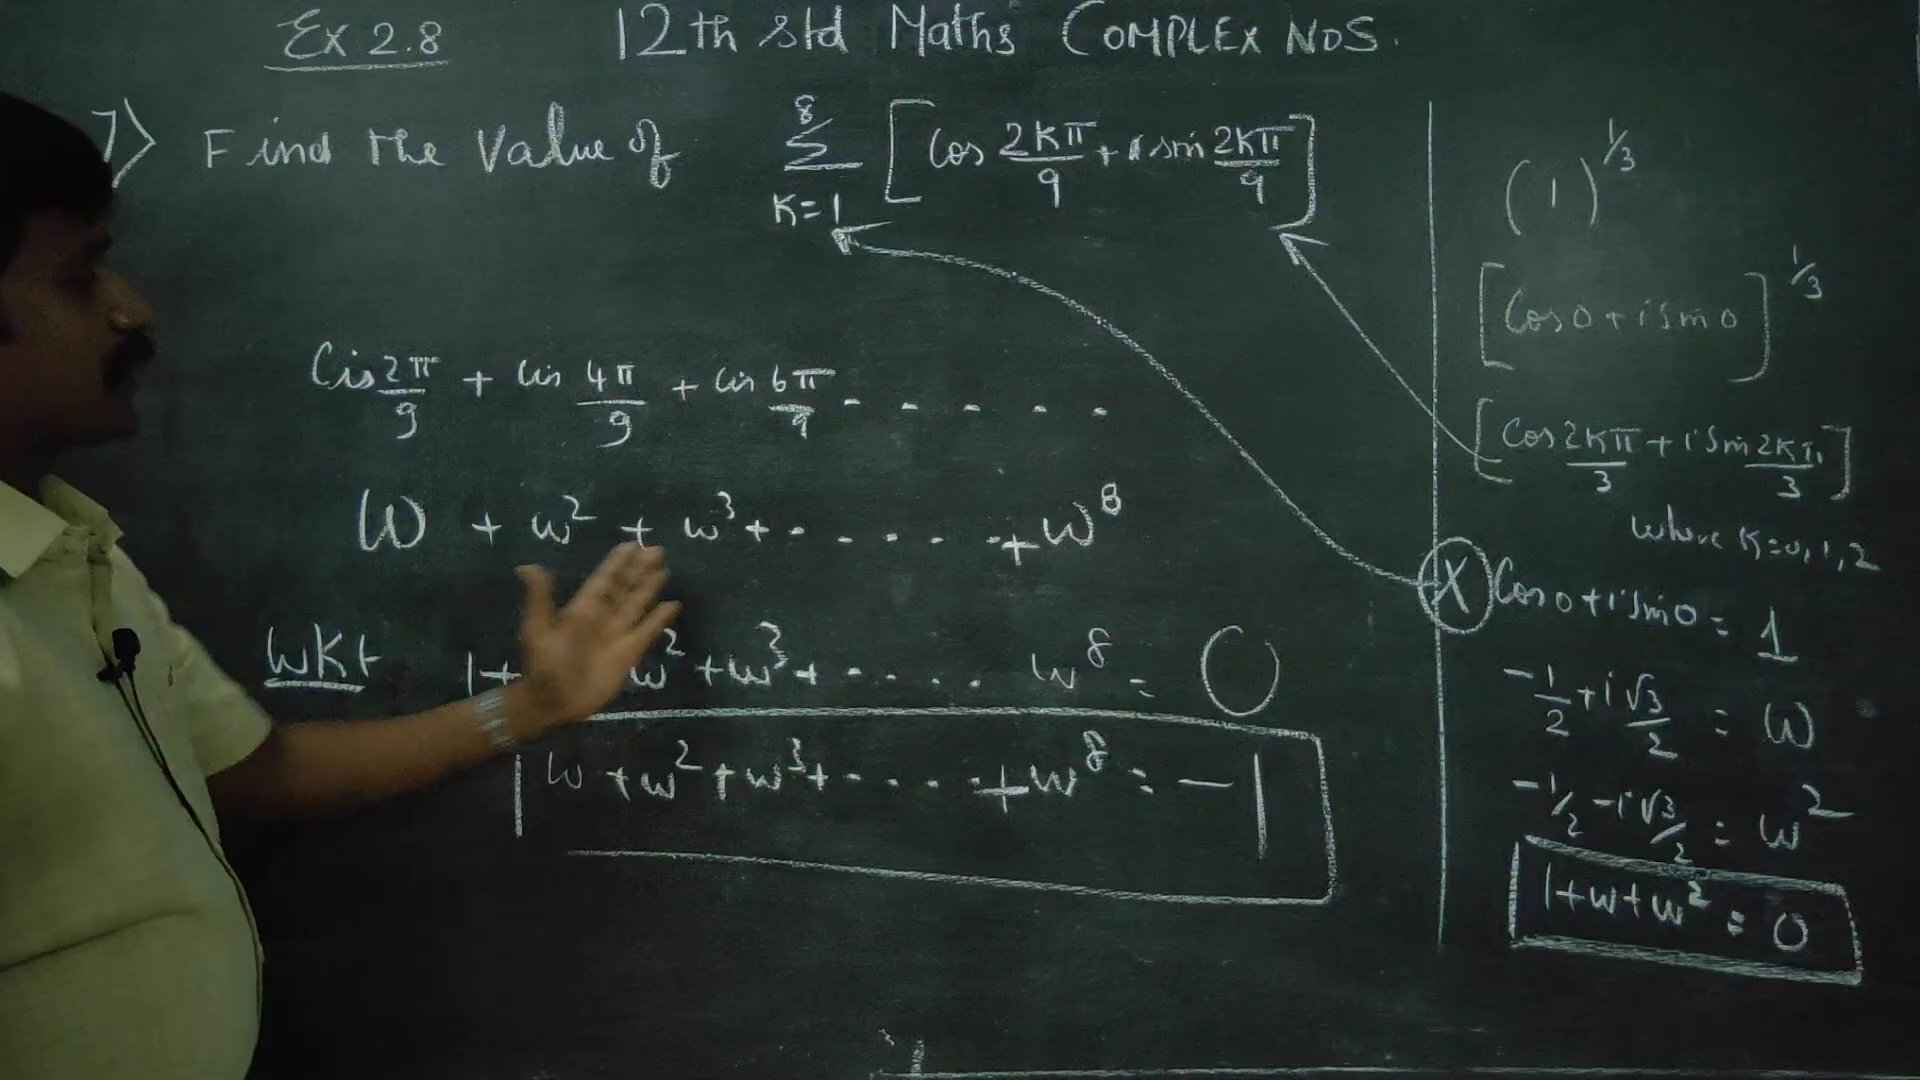 Ex 2.8 12th std Maths COMPLEX NOS.
7) Find the Value of 8 Σ K=1 [ Cos 2Kπ/9 + i sin 2Kπ/9 ]
Cis 2π/9 + Cis 4π/9 + Cis 6π/9 - - - - -
ω + ω² + ω³ + - - - - + ω⁸
WKt 1+ ω² + ω³ + - - - - ω⁸ = 0
ω + ω² + ω³ + - - - - + ω⁸ = -1
(1)^1/3
[Cos 0 + i Sin 0]^1/3
[Cos 2Kπ/3 + i Sin 2Kπ/3]
where K=0,1,2
X Cos 0 + i Sin 0 = 1
-1/2 + i √3/2 = ω
-1/2 - i √3/2 = ω²
1+ω+ω² = 0